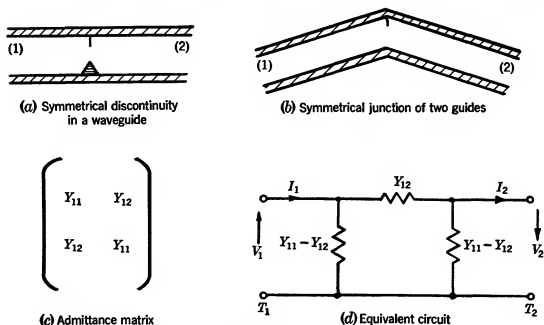 (1)
(2)
(a) Symmetrical discontinuity
in a waveguide
(1)
(2)
(b) Symmetrical junction of two guides
Y11 Y12
Y12 Y11
(c) Admittance matrix
I1
Y12
I2
V1
Y11 – Y12
Y11 – Y12
V2
T1
T2
(d) Equivalent circuit